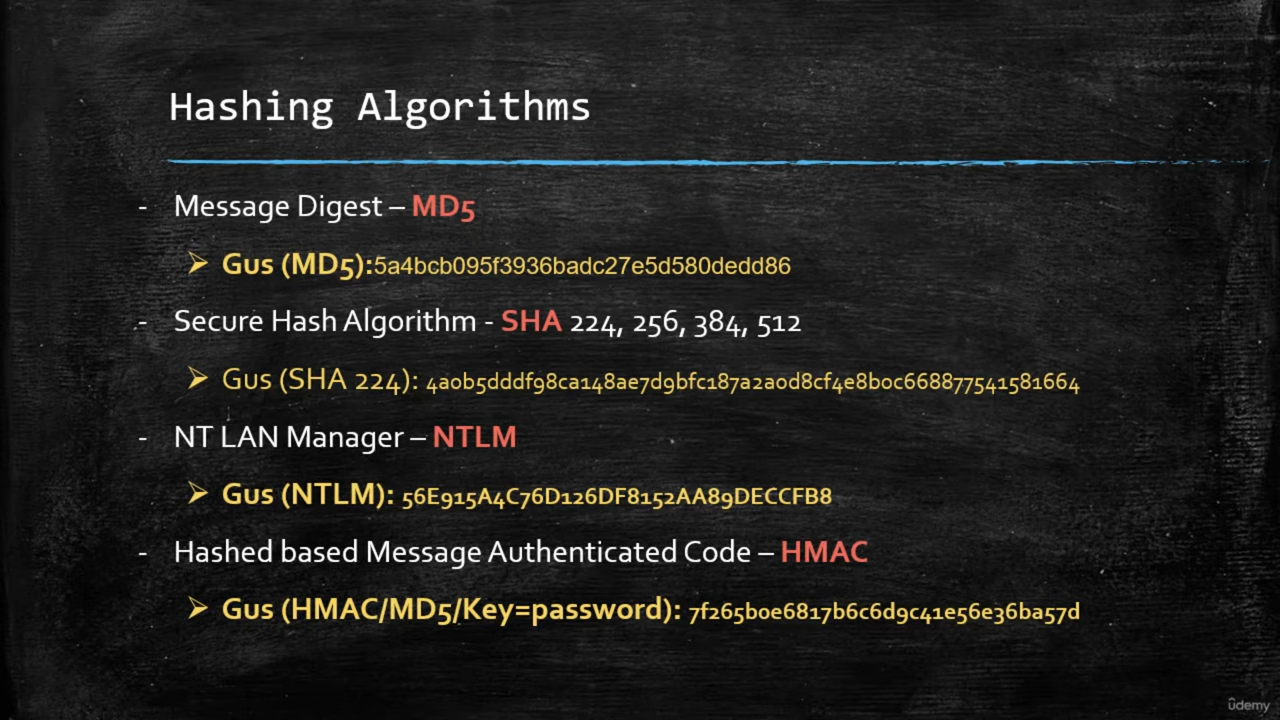 Hashing Algorithms
- Message Digest – MD5
➢ Gus (MD5):5a4bcb095f3936badc27e5d580dedd86
- Secure Hash Algorithm - SHA 224, 256, 384, 512
➢ Gus (SHA 224): 4a0b5dddf98ca148ae7d9bfc187a2a0d8cf4e8b0c668877541581664
- NT LAN Manager – NTLM
➢ Gus (NTLM): 56E915A4C76D126DF8152AA89DECCFB8
- Hashed based Message Authenticated Code – HMAC
➢ Gus (HMAC/MD5/Key=password): 7f265b0e6817b6c6d9c41e56e36ba57d
ûdemy